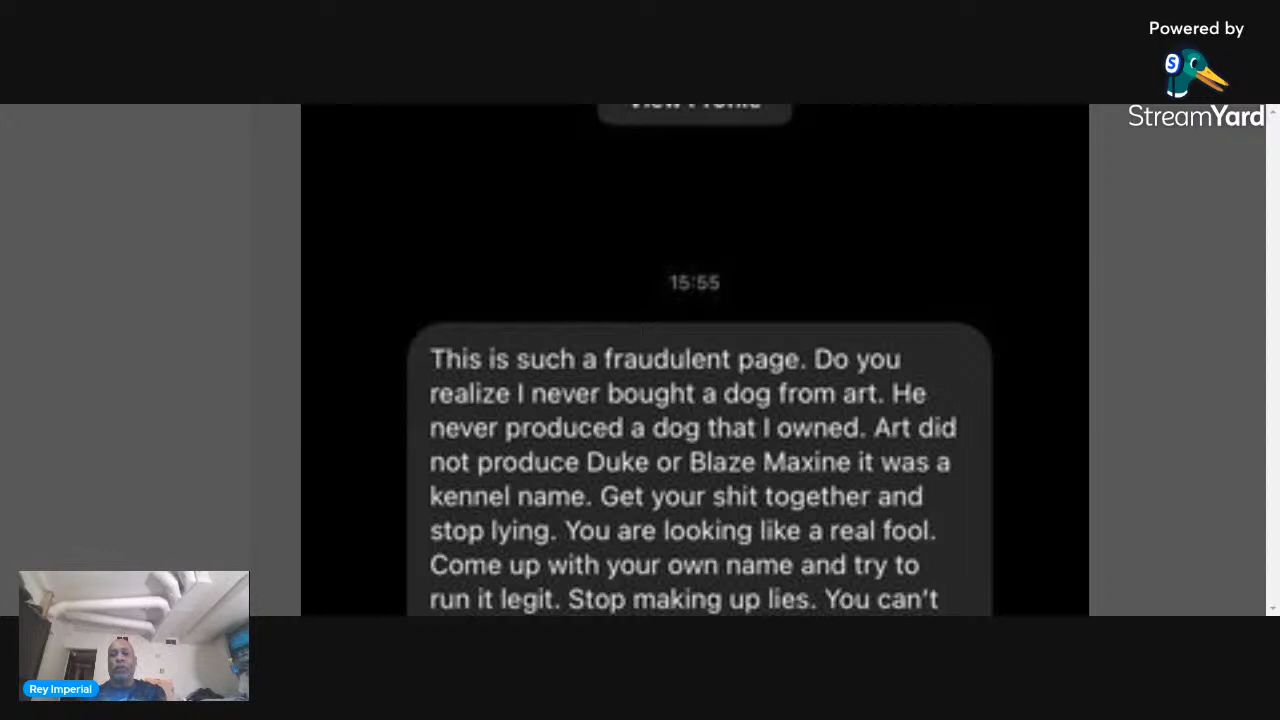 Powered by
StreamYard
View Profile
15:55
This is such a fraudulent page. Do you
realize I never bought a dog from art. He
never produced a dog that I owned. Art did
not produce Duke or Blaze Maxine it was a
kennel name. Get your shit together and
stop lying. You are looking like a real fool.
Come up with your own name and try to
run it legit. Stop making up lies. You can't
Rey Imperial